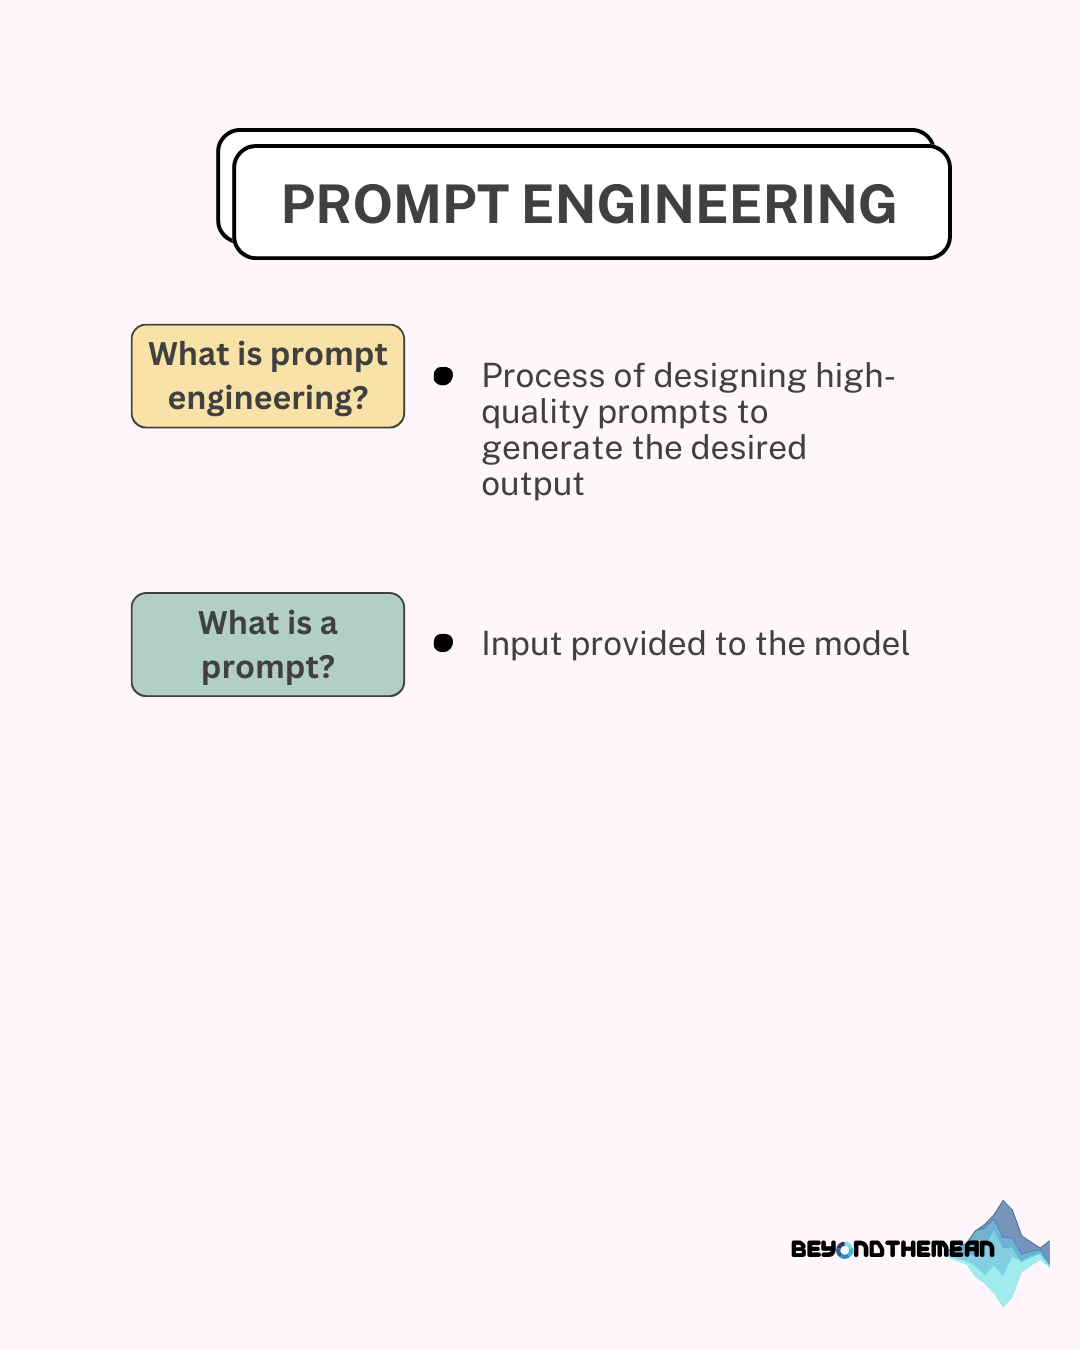 PROMPT ENGINEERING
What is prompt
engineering?
Process of designing high-
quality prompts to
generate the desired
output
What is a
prompt?
Input provided to the model
BEYONDTHEMEAN